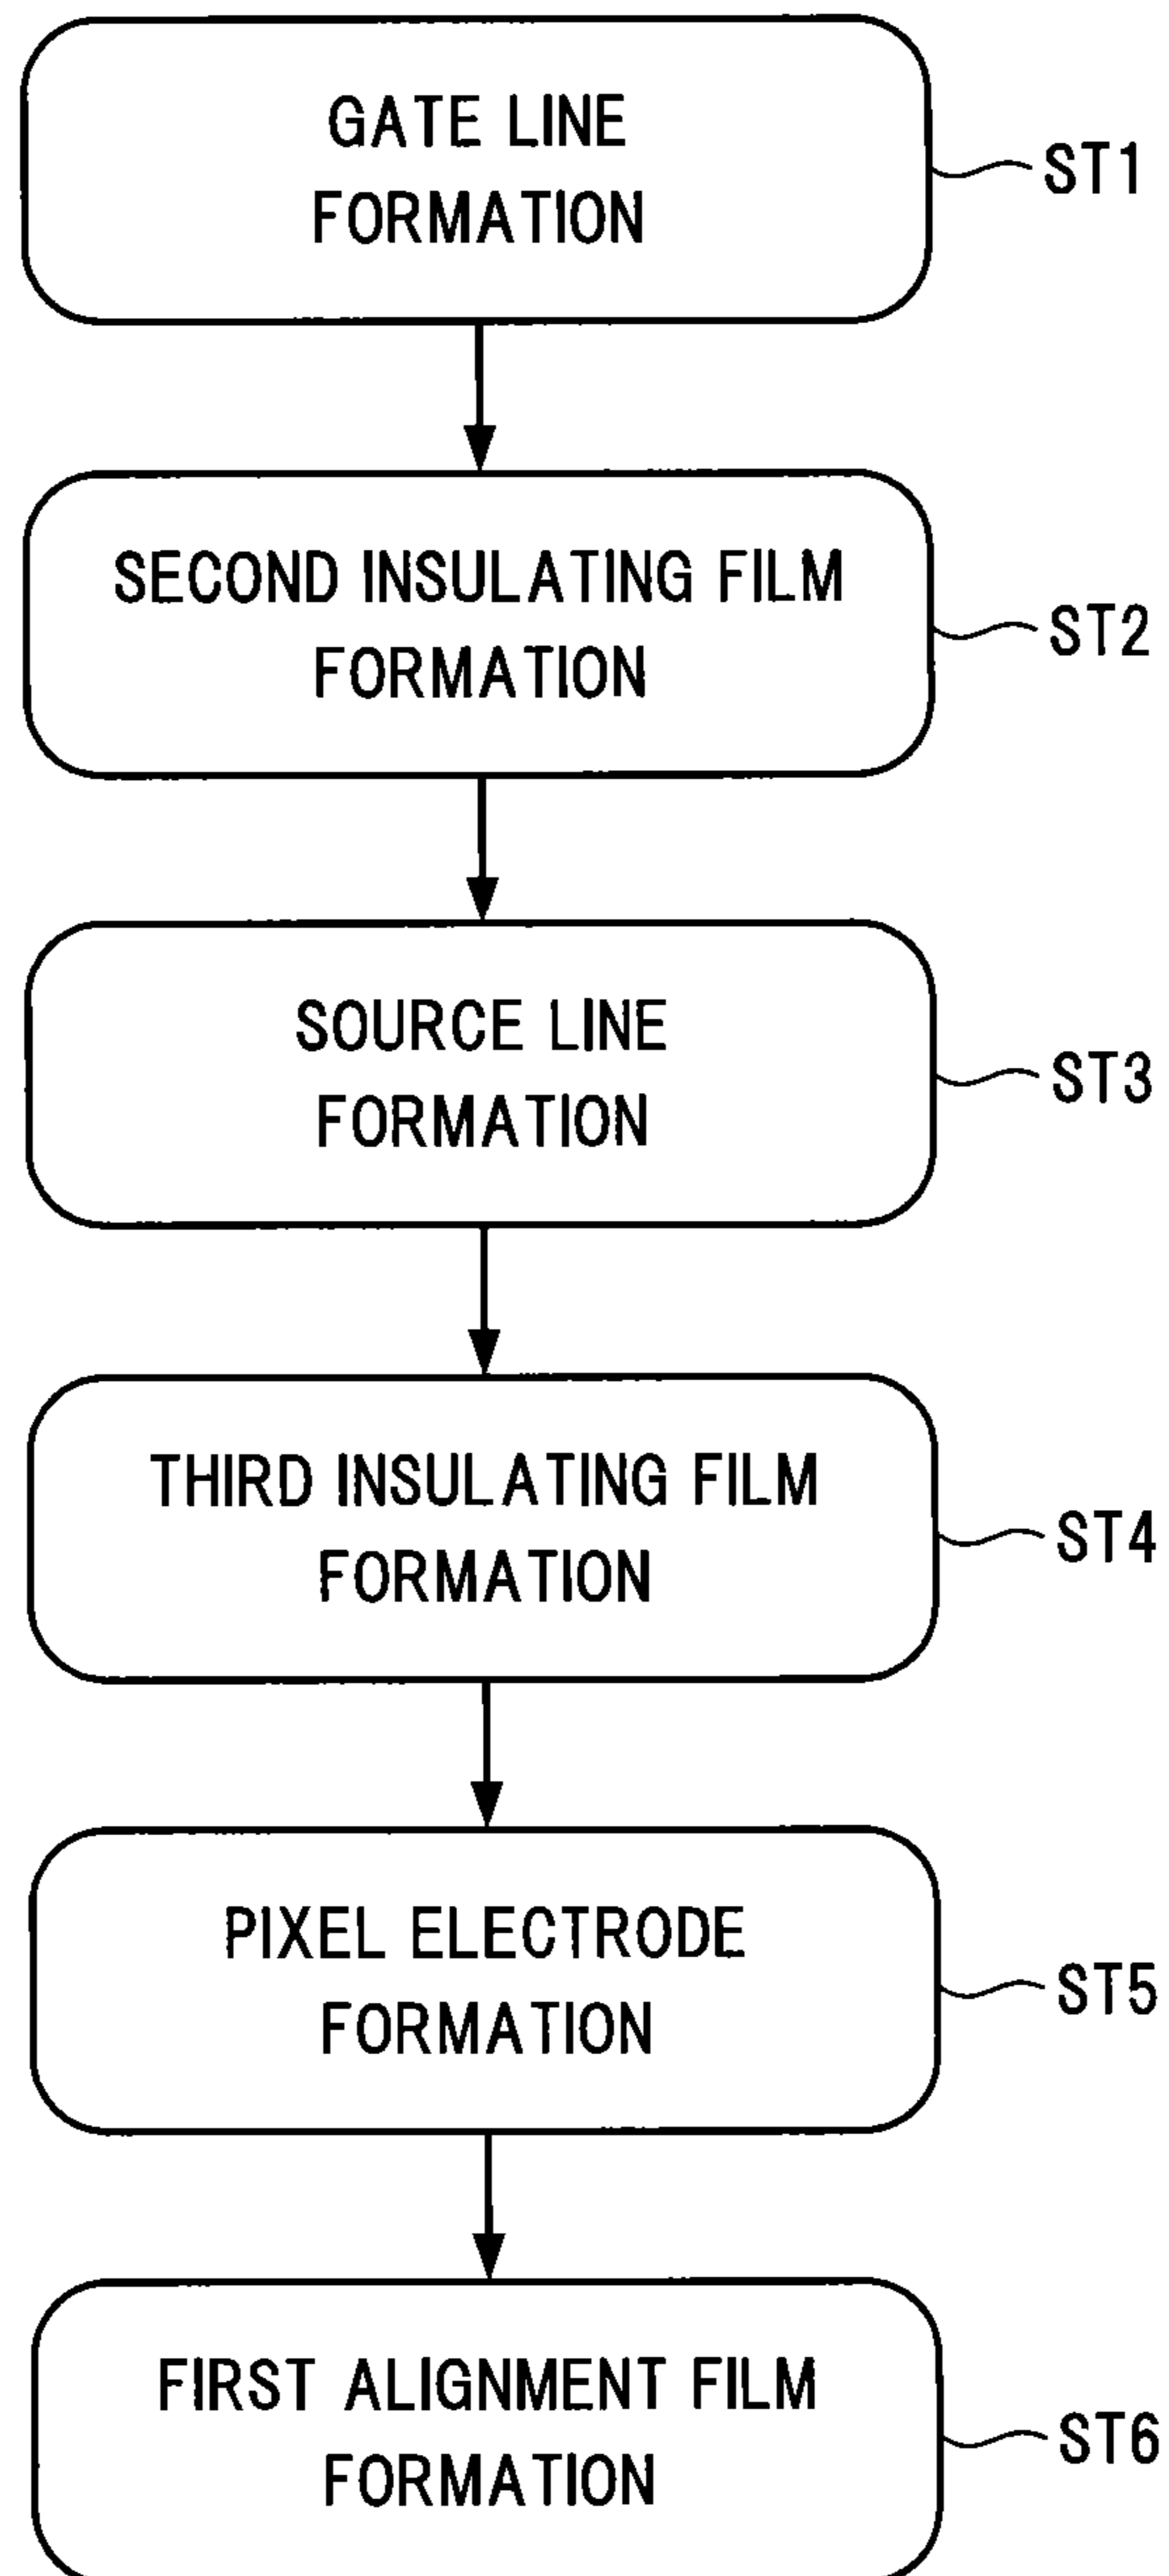 GATE LINE
FORMATION
ST1
SECOND INSULATING FILM
FORMATION
ST2
SOURCE LINE
FORMATION
ST3
THIRD INSULATING FILM
FORMATION
ST4
PIXEL ELECTRODE
FORMATION
ST5
FIRST ALIGNMENT FILM
FORMATION
ST6